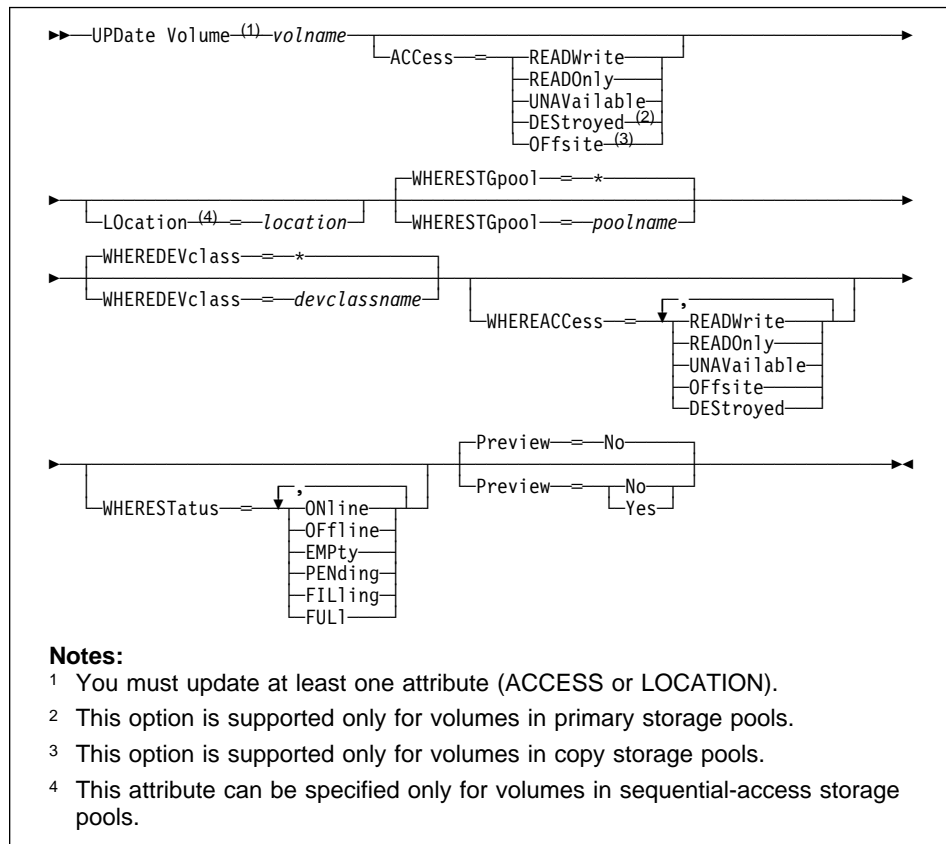 UPDate Volume (1) volname
ACCess = READWrite
READOnly
UNAVailable
DEStroyed (2)
OFfsite (3)
WHERESTGpool = *
LOcation (4) = location
WHERESTGpool = poolname
WHEREDEVclass = *
WHEREDEVclass = devclassname
,
WHEREACCess = READWrite
READOnly
UNAVailable
OFfsite
DEStroyed
Preview = No
,
WHERESTatus = ONline
OFfline
EMPty
PENding
FILling
FULl
Preview = No
Yes
Notes:
1 You must update at least one attribute (ACCESS or LOCATION).
2 This option is supported only for volumes in primary storage pools.
3 This option is supported only for volumes in copy storage pools.
4 This attribute can be specified only for volumes in sequential-access storage
pools.